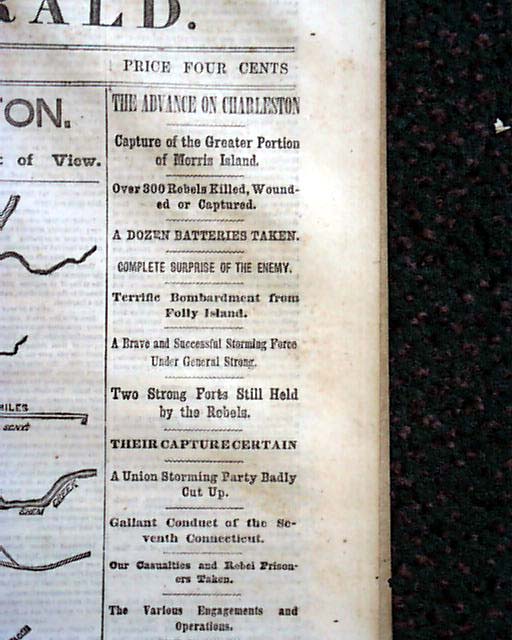 RALD.
PRICE FOUR CENTS
TON.
of View.
MILES
SHEM CREEK
THE ADVANCE ON CHARLESTON
Capture of the Greater Portion
of Morris Island.
Over 300 Rebels Killed, Wound-
ed or Captured.
A DOZEN BATTERIES TAKEN.
COMPLETE SURPRISE OF THE ENEMY.
Terrific Bombardment from
Folly Island.
A Brave and Successful Storming Force
Under General Strong.
Two Strong Forts Still Held
by the Rebels.
THEIR CAPTURE CERTAIN
A Union Storming Party Badly
Cut Up.
Gallant Conduct of the Se-
venth Connecticut.
Our Casualties and Rebel Prison-
ers Taken.
The Various Engagements and
Operations.